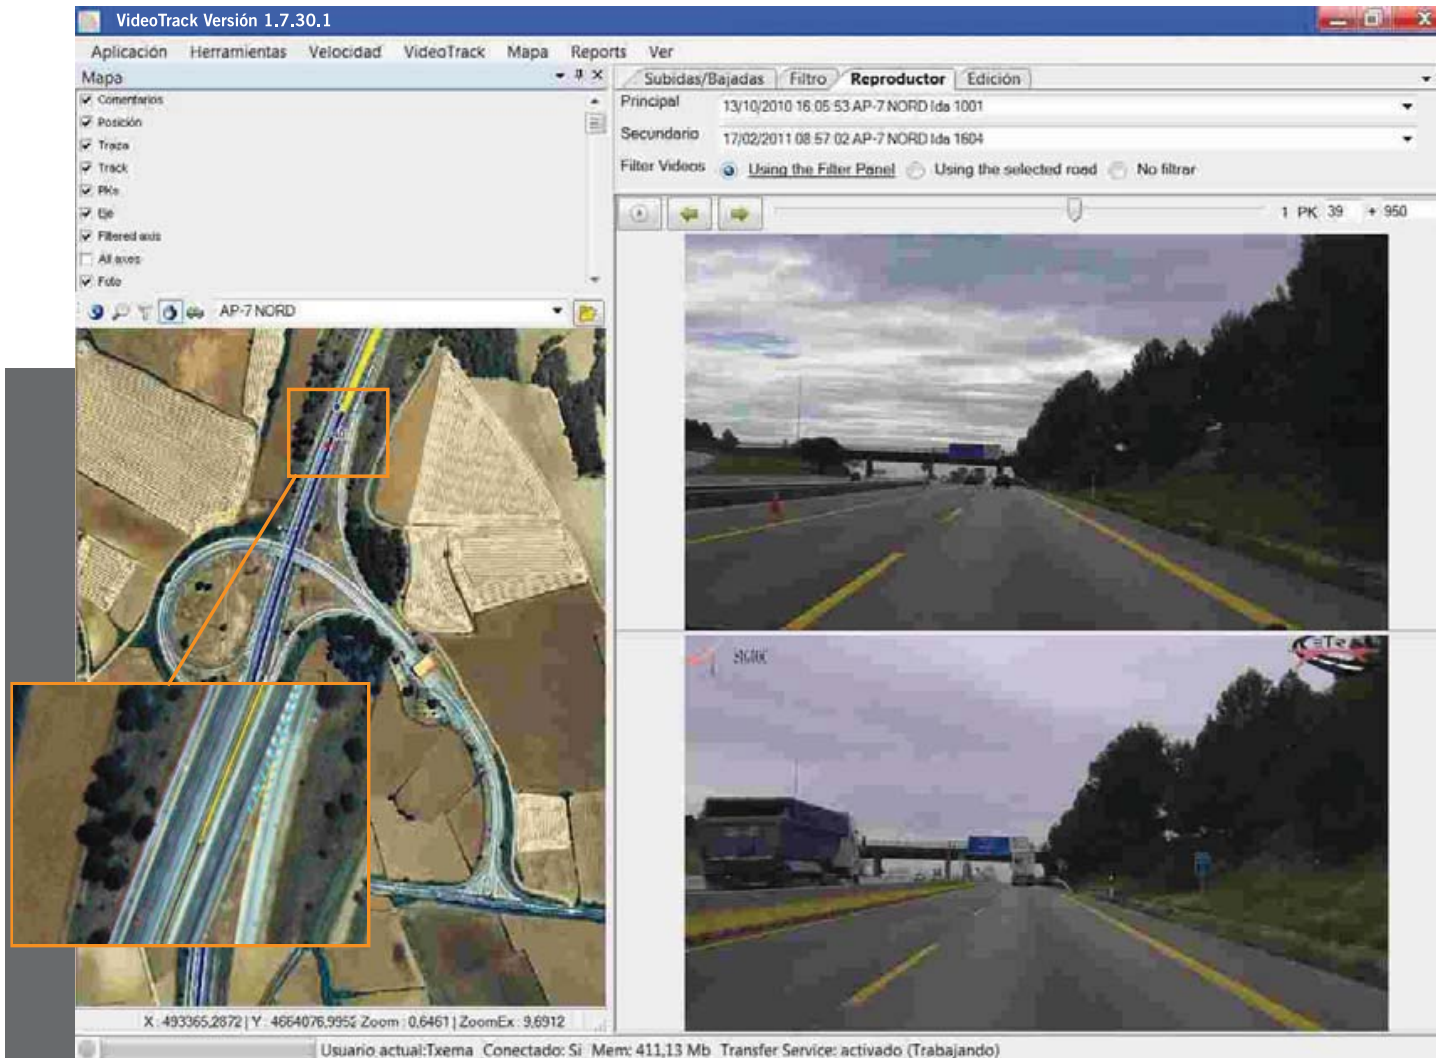 VideoTrack Versión 1.7.30.1
Aplicación Herramientas Velocidad VideoTrack Mapa Reports Ver
Mapa
Comentarios
Posición
Traza
Track
PKs
Eje
Filtered axis
All axes
Foto
AP-7 NORD
X : 493365,2872 | Y : 4664076,9952 Zoom : 0,6461 | ZoomEx : 9,6912
Subidas/Bajadas Filtro Reproductor Edición
Principal 13/10/2010 16:05:53 AP-7 NORD Ida 1001
Secundario 17/02/2011 08:57:02 AP-7 NORD Ida 1604
Filter Videos Using the Filter Panel Using the selected road No filtrar
1 PK 39 + 950
Usuario actual:Txema Conectado: Si Mem: 411,13 Mb Transfer Service: activado (Trabajando)